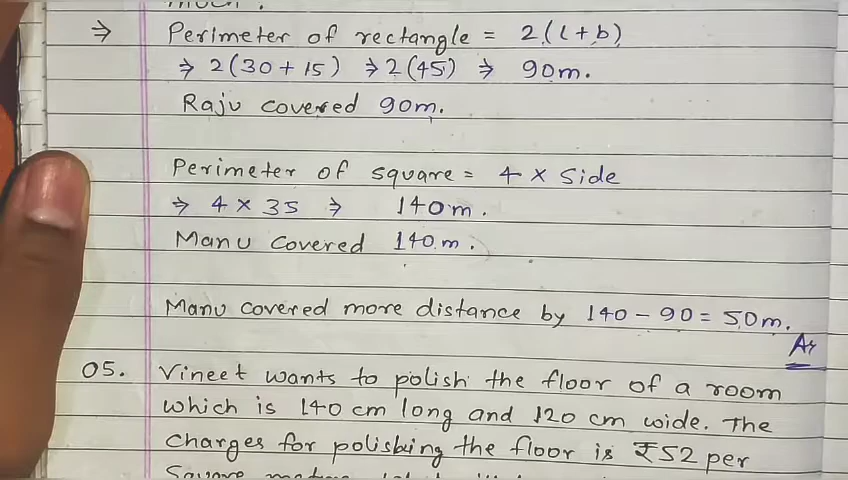 ⇒ Perimeter of rectangle = 2(l+b)
⇒ 2(30+15) ⇒ 2(45) ⇒ 90m.
Raju covered 90m.
Perimeter of square = 4 × side
⇒ 4 × 35 ⇒ 140m.
Manu covered 140m.
Manu covered more distance by 140 - 90 = 50m.
05. Vineet wants to polish the floor of a room
which is 140 cm long and 120 cm wide. The
charges for polishing the floor is ₹52 per